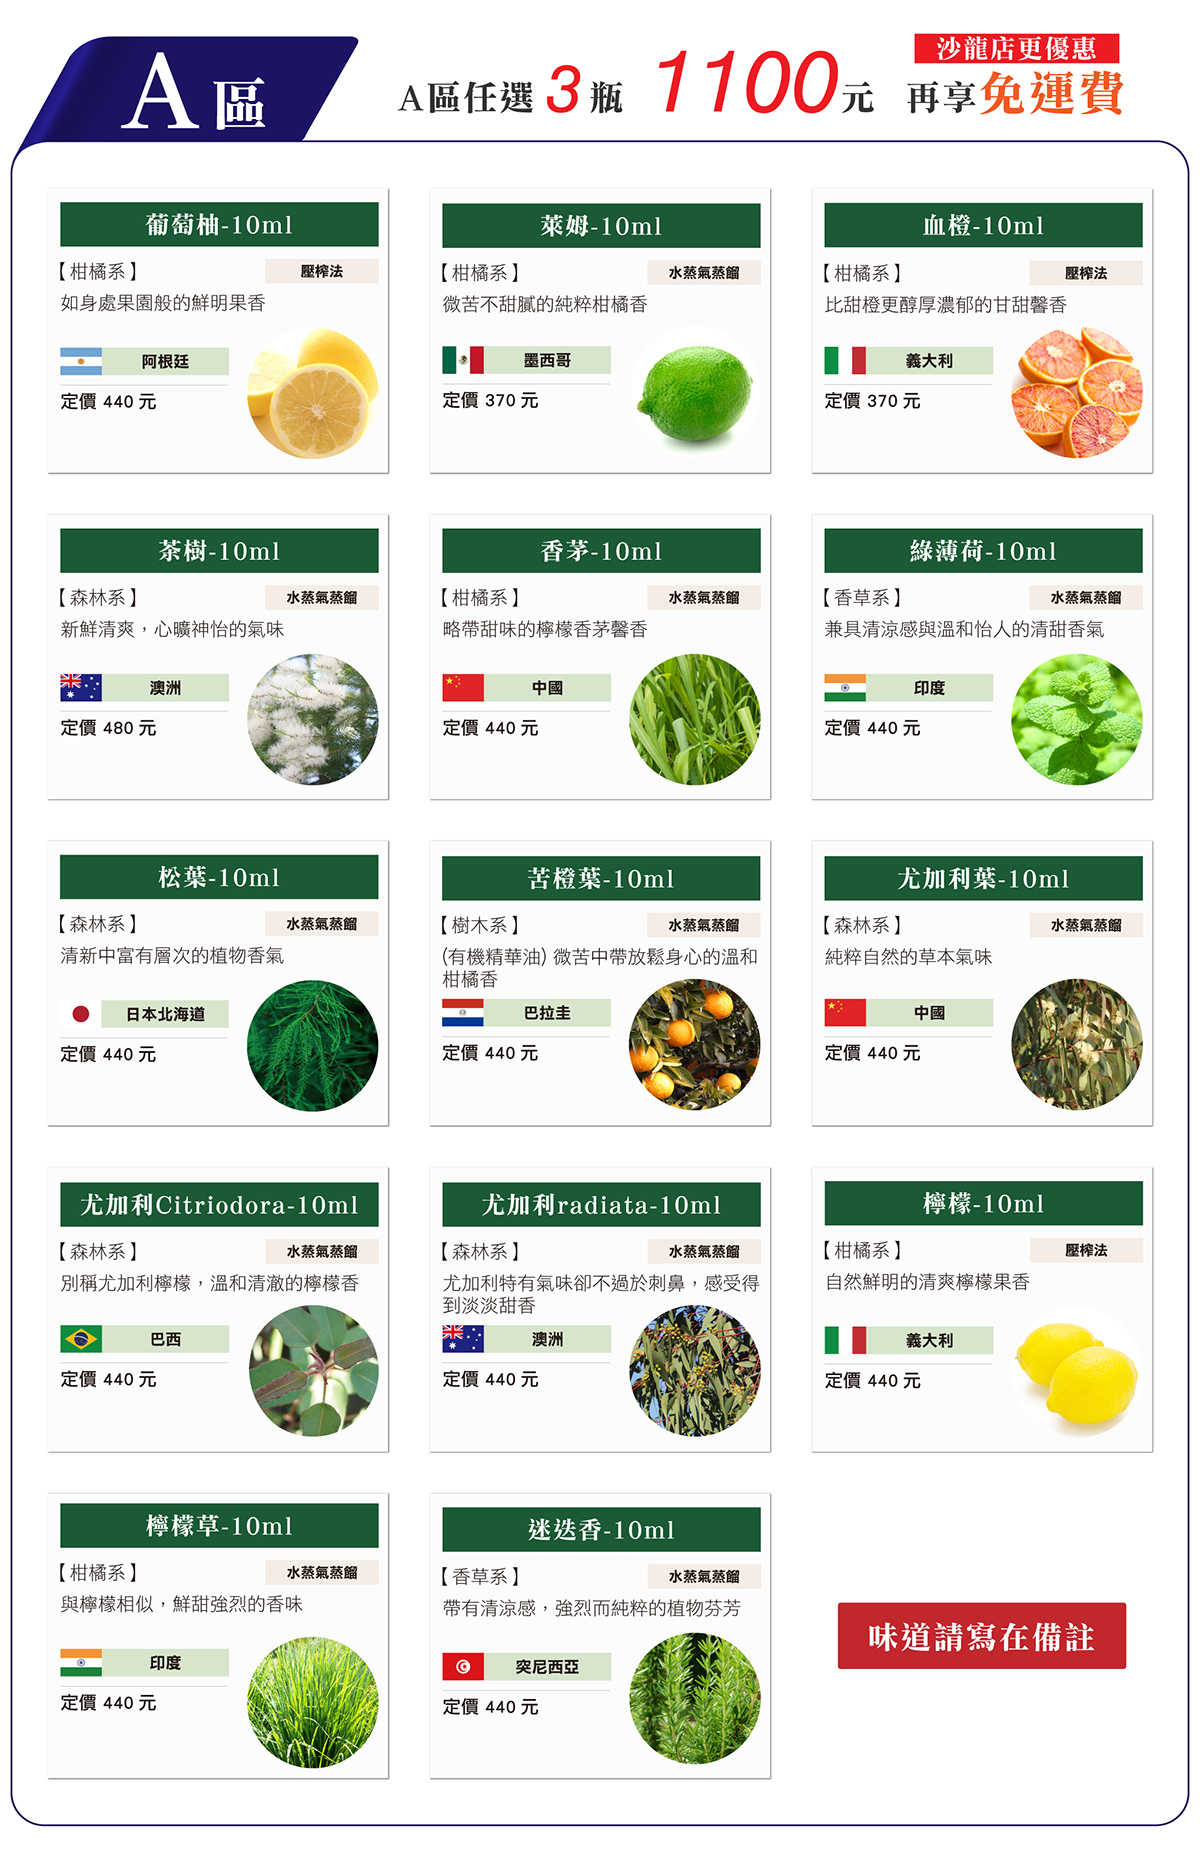 A區
A區任選3瓶 1100元
沙龍店更優惠
再享免運費
葡萄柚-10ml
【柑橘系】 壓榨法
如身處果園般的鮮明果香
阿根廷
定價 440 元
萊姆-10ml
【柑橘系】 水蒸氣蒸餾
微苦不甜膩的純粹柑橘香
墨西哥
定價 370 元
血橙-10ml
【柑橘系】 壓榨法
比甜橙更醇厚濃郁的甘甜馨香
義大利
定價 370 元
茶樹-10ml
【森林系】 水蒸氣蒸餾
新鮮清爽，心曠神怡的氣味
澳洲
定價 480 元
香茅-10ml
【柑橘系】 水蒸氣蒸餾
略帶甜味的檸檬香茅馨香
中國
定價 440 元
綠薄荷-10ml
【香草系】 水蒸氣蒸餾
兼具清涼感與溫和怡人的清甜香氣
印度
定價 440 元
松葉-10ml
【森林系】 水蒸氣蒸餾
清新中富有層次的植物香氣
日本北海道
定價 440 元
苦橙葉-10ml
【樹木系】 水蒸氣蒸餾
(有機精華油) 微苦中帶放鬆身心的溫和
柑橘香
巴拉圭
定價 440 元
尤加利葉-10ml
【森林系】 水蒸氣蒸餾
純粹自然的草本氣味
中國
定價 440 元
尤加利Citriodora-10ml
【森林系】 水蒸氣蒸餾
別稱尤加利檸檬，溫和清澈的檸檬香
巴西
定價 440 元
尤加利radiata-10ml
【森林系】 水蒸氣蒸餾
尤加利特有氣味卻不過於刺鼻，感受得
到淡淡甜香
澳洲
定價 440 元
檸檬-10ml
【柑橘系】 壓榨法
自然鮮明的清爽檸檬果香
義大利
定價 440 元
檸檬草-10ml
【柑橘系】 水蒸氣蒸餾
與檸檬相似，鮮甜強烈的香味
印度
定價 440 元
迷迭香-10ml
【香草系】 水蒸氣蒸餾
帶有清涼感，強烈而純粹的植物芬芳
突尼西亞
定價 440 元
味道請寫在備註